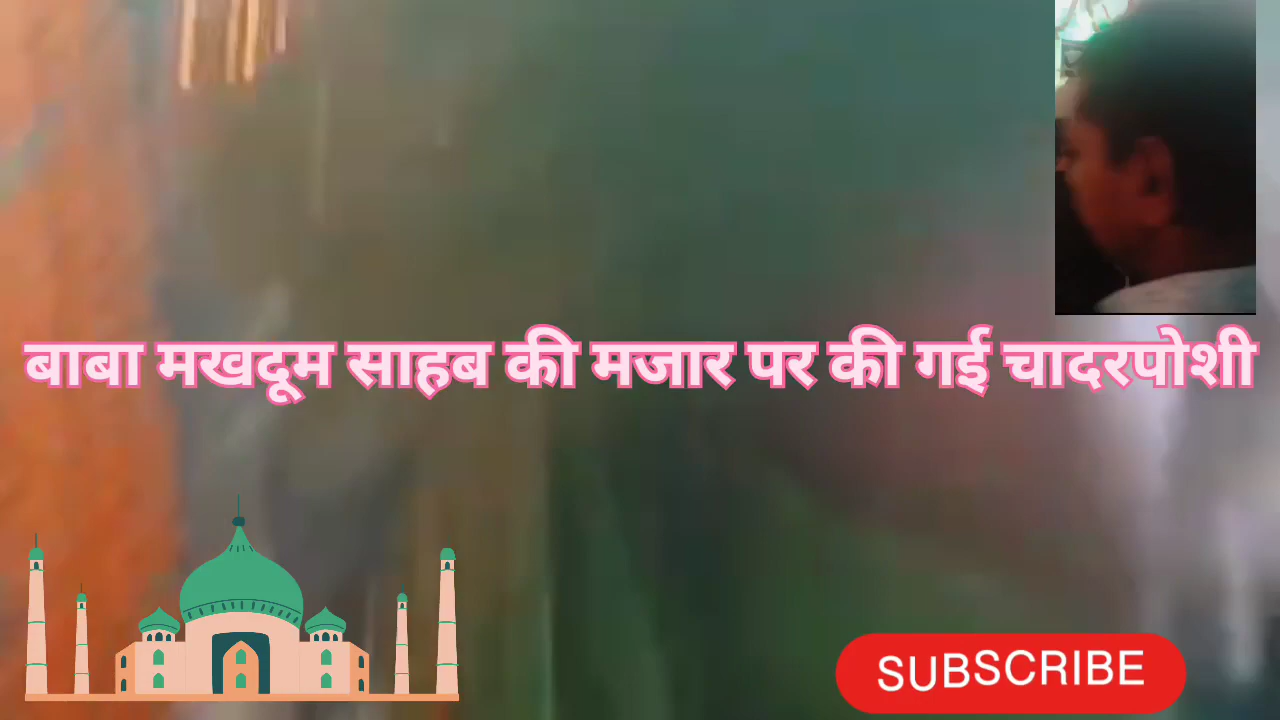 बाबा मखदूम साहब की मजार पर की गई चादरपोशी
SUBSCRIBE